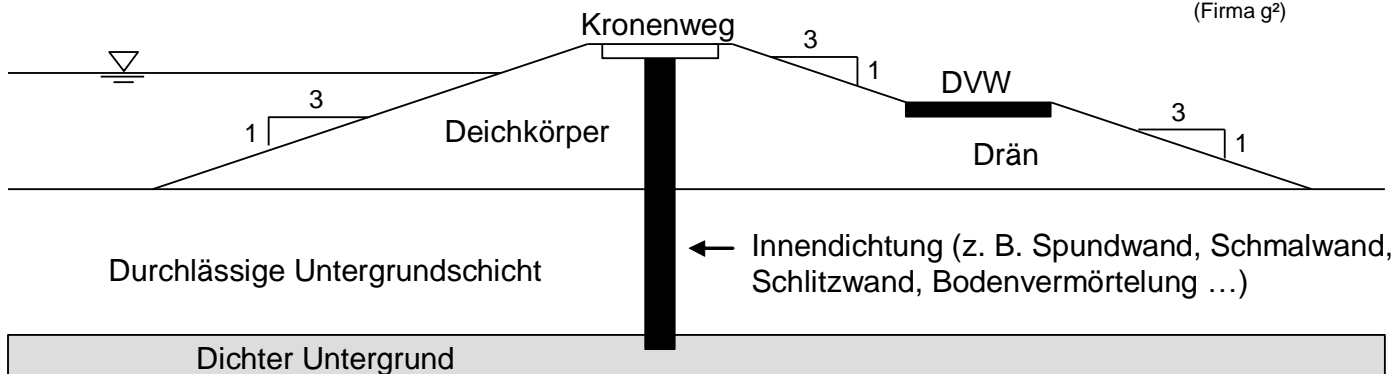 (Firma g²)
Kronenweg
3
1
DVW
3
1
Deichkörper
3
1
Drän
Innendichtung (z. B. Spundwand, Schmalwand,
Schlitzwand, Bodenvermörtelung …)
Durchlässige Untergrundschicht
Dichter Untergrund